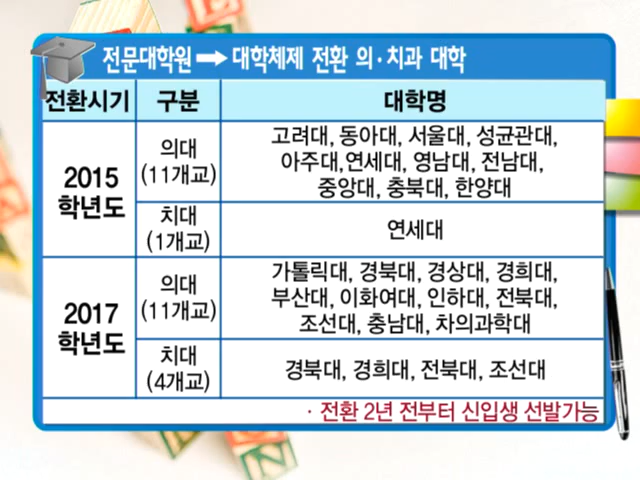 전문대학원➡대학체제 전환 의·치과 대학
전환시기 구분 대학명
2015
학년도
의대
(11개교)
고려대, 동아대, 서울대, 성균관대,
아주대,연세대, 영남대, 전남대,
중앙대, 충북대, 한양대
치대
(1개교)
연세대
2017
학년도
의대
(11개교)
가톨릭대, 경북대, 경상대, 경희대,
부산대, 이화여대, 인하대, 전북대,
조선대, 충남대, 차의과학대
치대
(4개교)
경북대, 경희대, 전북대, 조선대
· 전환 2년 전부터 신입생 선발가능